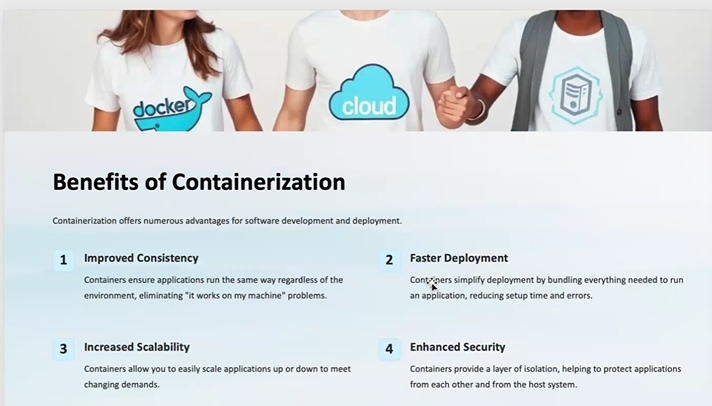 docker
cloud
Benefits of Containerization
Containerization offers numerous advantages for software development and deployment.
1
Improved Consistency
Containers ensure applications run the same way regardless of the
environment, eliminating "it works on my machine" problems.
2
Faster Deployment
Containers simplify deployment by bundling everything needed to run
an application, reducing setup time and errors.
3
Increased Scalability
Containers allow you to easily scale applications up or down to meet
changing demands.
4
Enhanced Security
Containers provide a layer of isolation, helping to protect applications
from each other and from the host system.